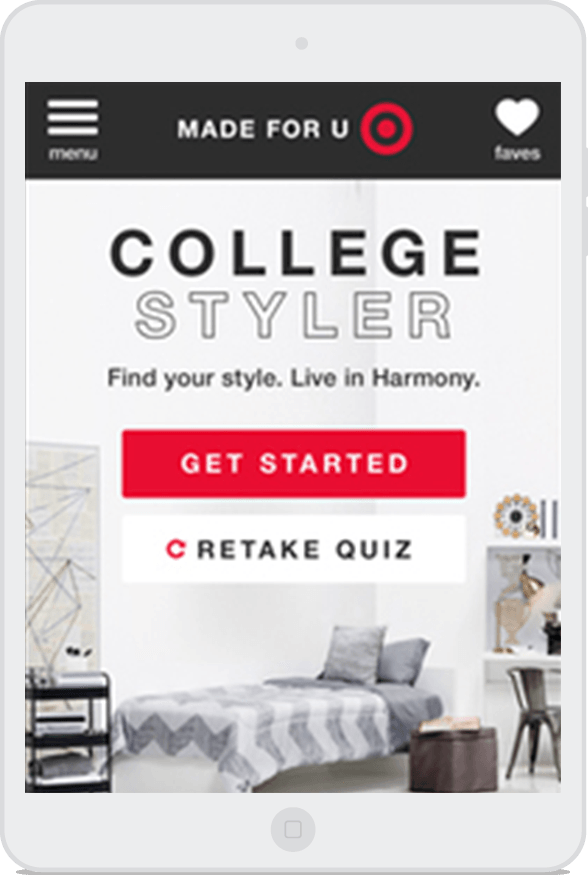 MADE FOR U
menu
faves
COLLEGE
STYLER
Find your style. Live in Harmony.
GET STARTED
RETAKE QUIZ